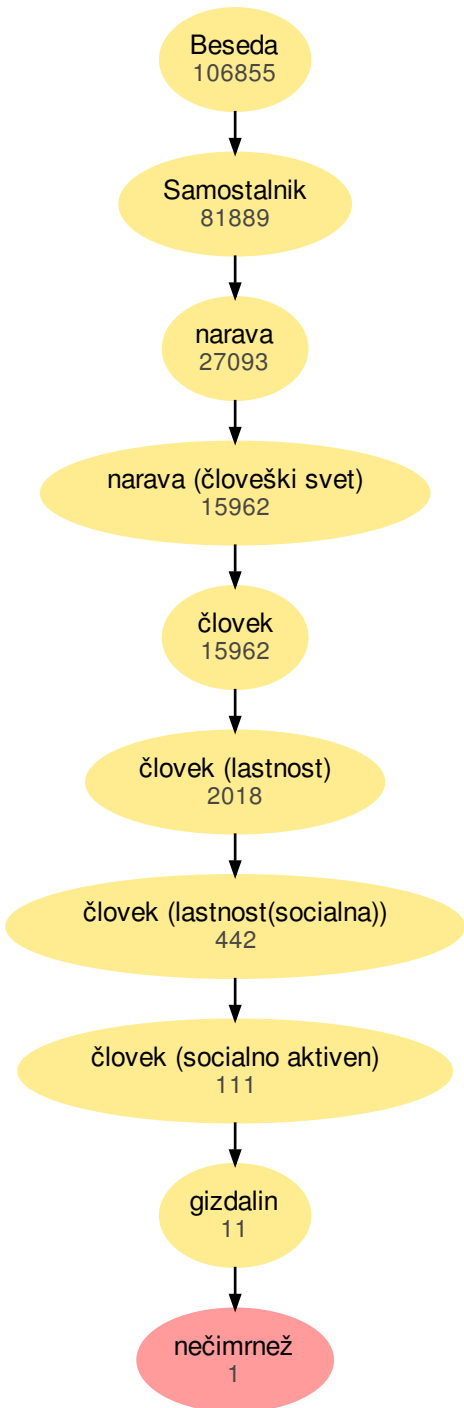 Beseda
106855
Samostalnik
81889
narava
27093
narava (človeški svet)
15962
človek
15962
človek (lastnost)
2018
človek (lastnost(socialna))
442
človek (socialno aktiven)
111
gizdalin
11
nečimrnež
1